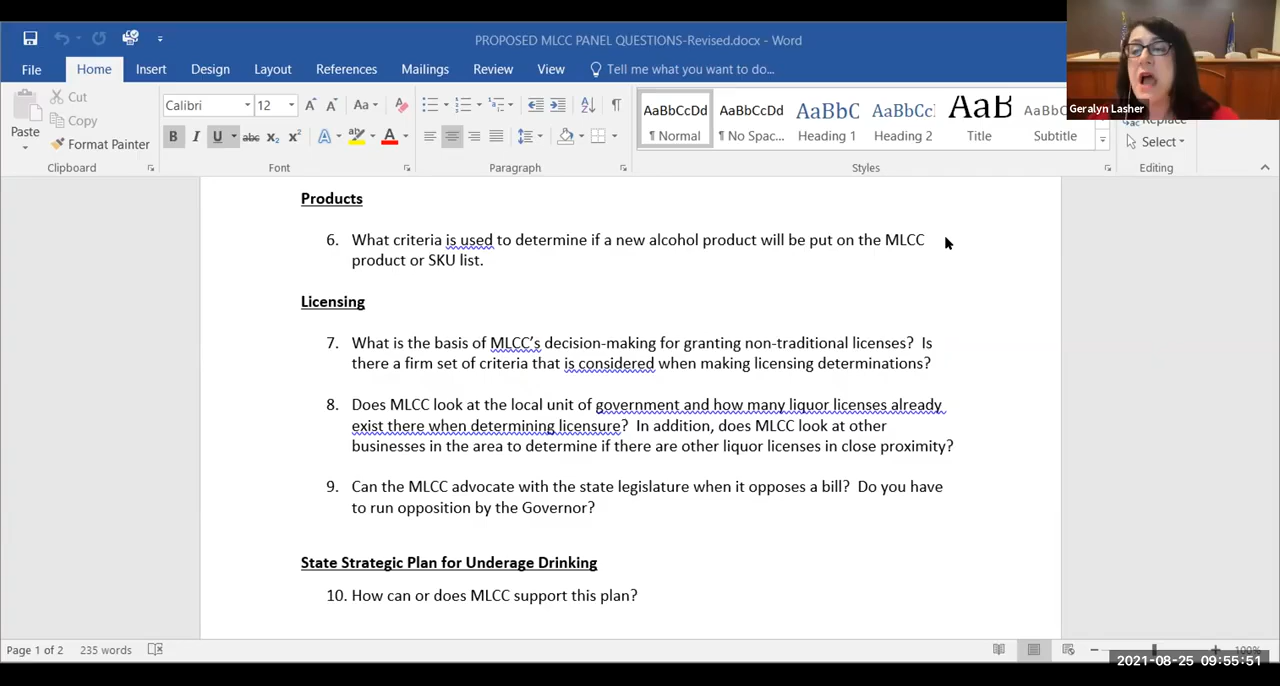 PROPOSED MLCC PANEL QUESTIONS-Revised.docx - Word
File Home Insert Design Layout References Mailings Review View Tell me what you want to do...
Cut
Copy
Format Painter
Paste
Calibri 12
Aa
B I U abc X₂ X² A A
AaBbCcDd AaBbCcDd AaBbC AaBbCc AaB AaBbC
¶ Normal ¶ No Spac... Heading 1 Heading 2 Title Subtitle
Replace
Select
Clipboard Font Paragraph Styles Editing
Geralyn Lasher
Products
6. What criteria is used to determine if a new alcohol product will be put on the MLCC
product or SKU list.
Licensing
7. What is the basis of MLCC's decision-making for granting non-traditional licenses? Is
there a firm set of criteria that is considered when making licensing determinations?
8. Does MLCC look at the local unit of government and how many liquor licenses already
exist there when determining licensure? In addition, does MLCC look at other
businesses in the area to determine if there are other liquor licenses in close proximity?
9. Can the MLCC advocate with the state legislature when it opposes a bill? Do you have
to run opposition by the Governor?
State Strategic Plan for Underage Drinking
10. How can or does MLCC support this plan?
Page 1 of 2 235 words 100%
2021-08-25 09:55:51